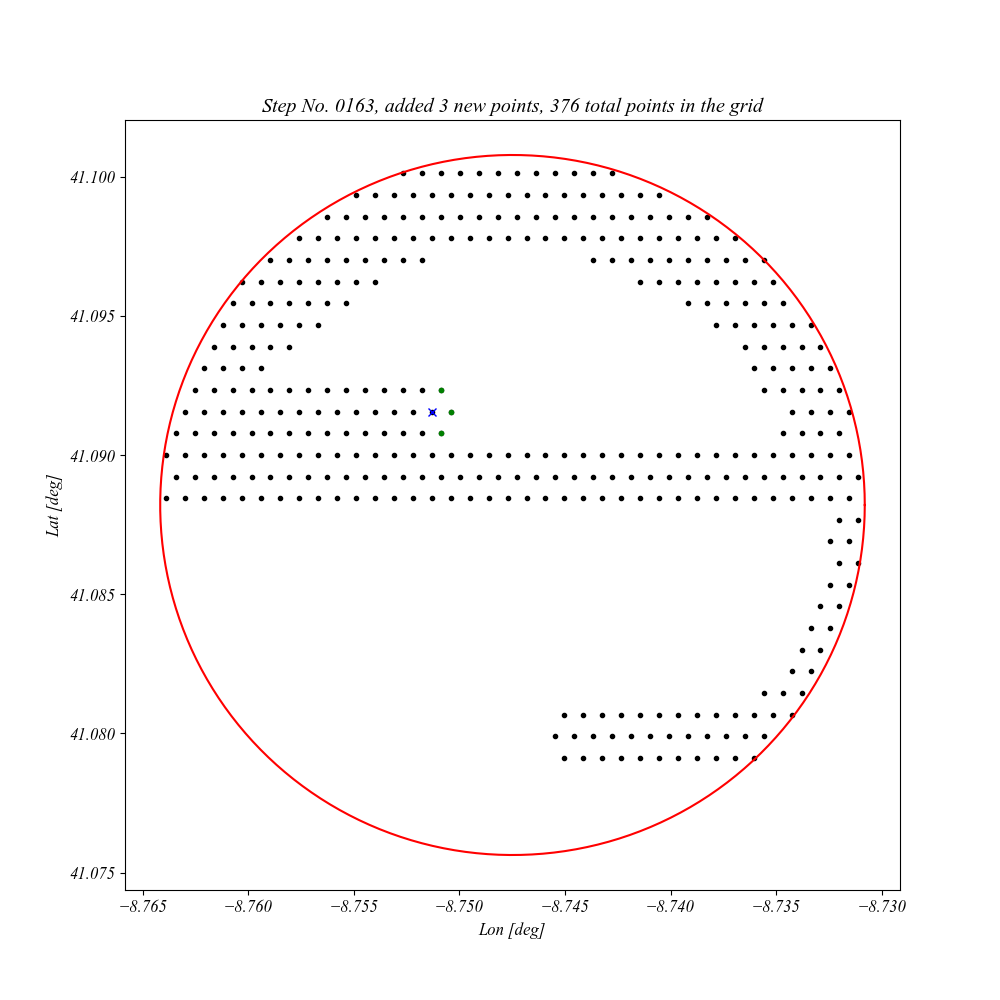 Step No. 0163, added 3 new points, 376 total points in the grid
41.100
41.095
41.090
41.085
41.080
41.075
Lat [deg]
−8.765 −8.760 −8.755 −8.750 −8.745 −8.740 −8.735 −8.730
Lon [deg]